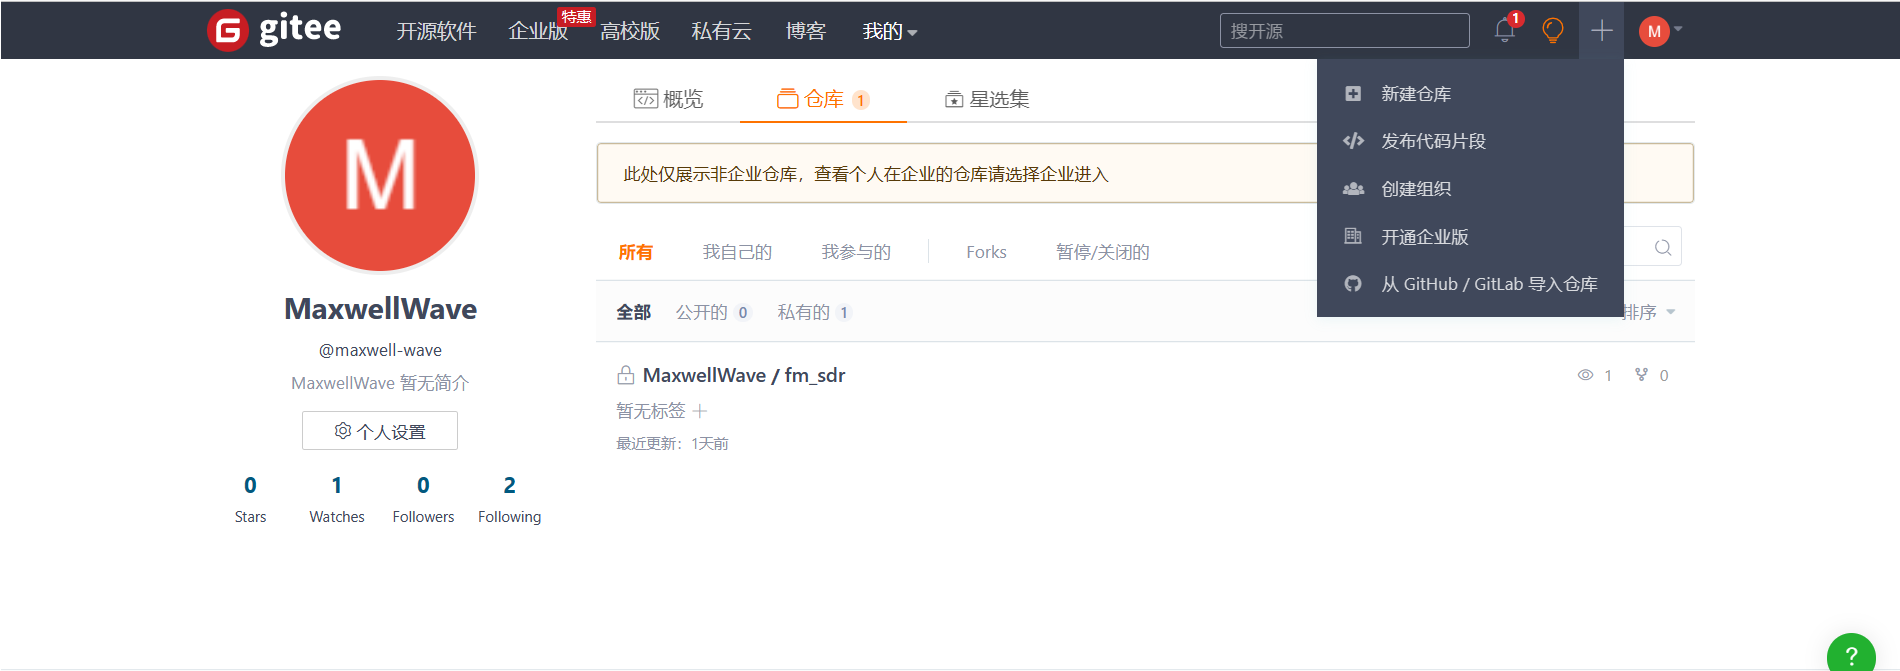 gitee 开源软件 企业版 特惠 高校版 私有云 博客 我的 搜开源 1 M
M
MaxwellWave
@maxwell-wave
MaxwellWave 暂无简介
个人设置
0 1 0 2
Stars Watches Followers Following
概览 仓库 1 星选集
此处仅展示非企业仓库，查看个人在企业的仓库请选择企业进入
所有 我自己的 我参与的 Forks 暂停/关闭的
全部 公开的 0 私有的 1 排序
MaxwellWave / fm_sdr 1 0
暂无标签
最近更新：1天前
新建仓库
发布代码片段
创建组织
开通企业版
从 GitHub / GitLab 导入仓库
?